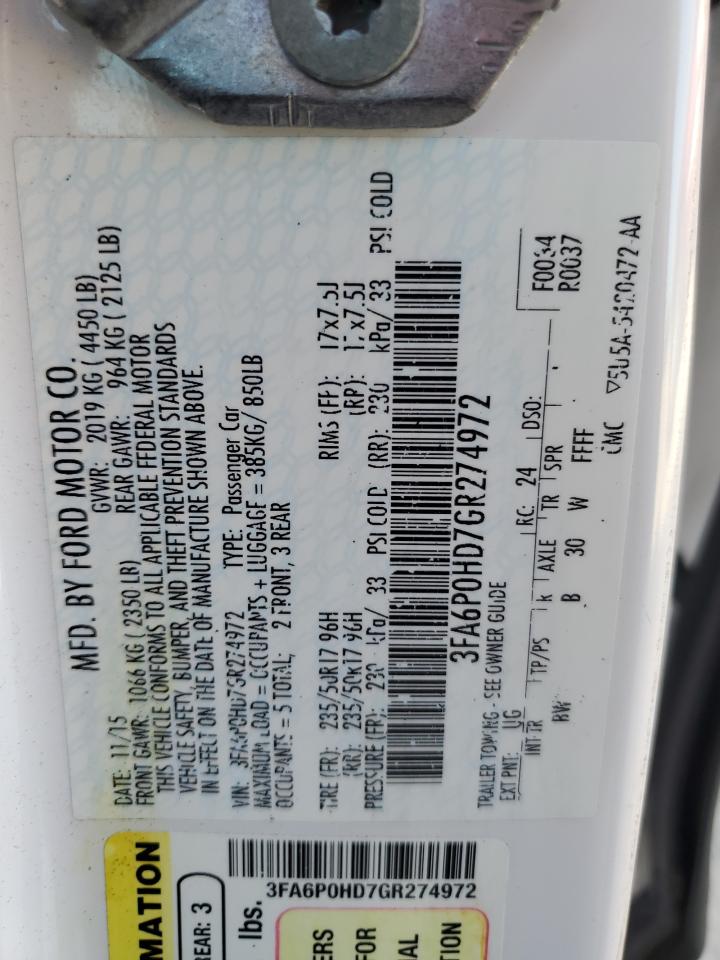 MFD. BY FORD MOTOR CO.
DATE: 11/15 GVWR: 2019 KG ( 4450 LB)
FRONT GAWR: 1066 KG ( 2350 LB) REAR GAWR: 964 KG ( 2125 LB)
THIS VEHICLE CONFORMS TO ALL APPLICABLE FEDERAL MOTOR
VEHICLE SAFETY, BUMPER, AND THEFT PREVENTION STANDARDS
IN EFFECT ON THE DATE OF MANUFACTURE SHOWN ABOVE.
VIN: 3FA6P0HD7GR274972 TYPE: Passenger Car
MAXIMUM LOAD = OCCUPANTS + LUGGAGE = 385KG/ 850LB
OCCUPANTS = 5 TOTAL; 2 FRONT, 3 REAR
TIRE (FR): 235/50R17 96H RIMS (FF): 17x7.5J
(RR): 235/50R17 96H (RP): 17x7.5J
PRESSURE (FR): 230 kPa/ 33 PSI COLD (RR): 230 kPa/ 33 PSI COLD
3FA6P0HD7GR274972
TRAILER TOWING - SEE OWNER GUIDE
F0034
EXT PNT: UG RC: 24 DSO: R0037
INT TR TP/PS R AXLE TR SPR
BW B 30 W FFFF
5U5A-5420472-AA
MATION
REAR: 3
lbs.
3FA6P0HD7GR274972
ERS
FOR
AL
TION